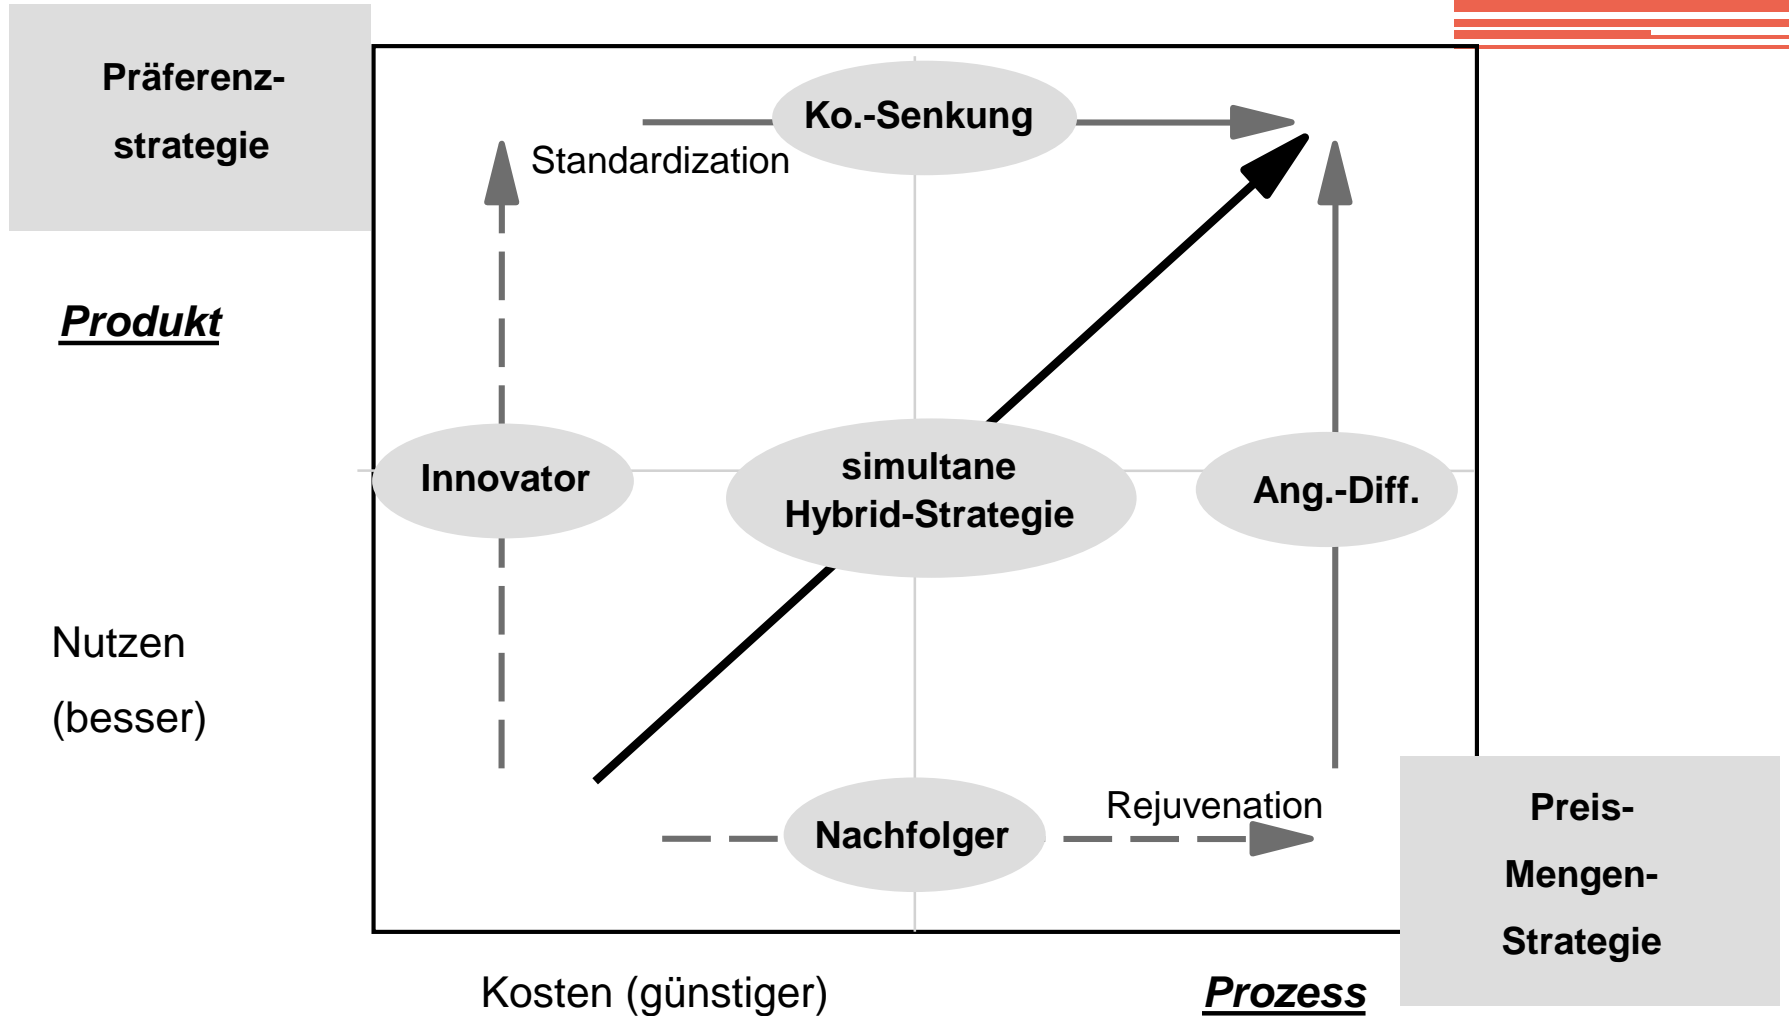 Präferenz-
strategie
Ko.-Senkung
Standardization
Produkt
Innovator
simultane
Hybrid-Strategie
Ang.-Diff.
Nutzen
(besser)
Rejuvenation
Nachfolger
Preis-
Mengen-
Strategie
Kosten (günstiger)
Prozess